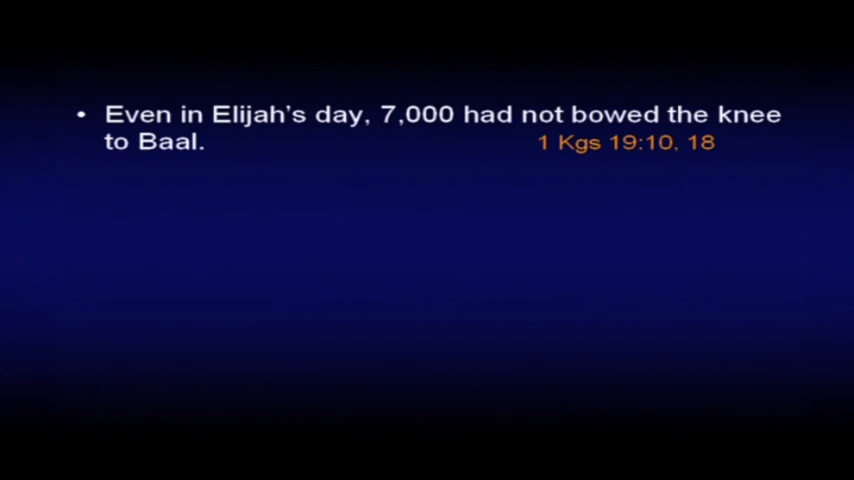 • Even in Elijah's day, 7,000 had not bowed the knee
to Baal. 1 Kgs 19:10, 18